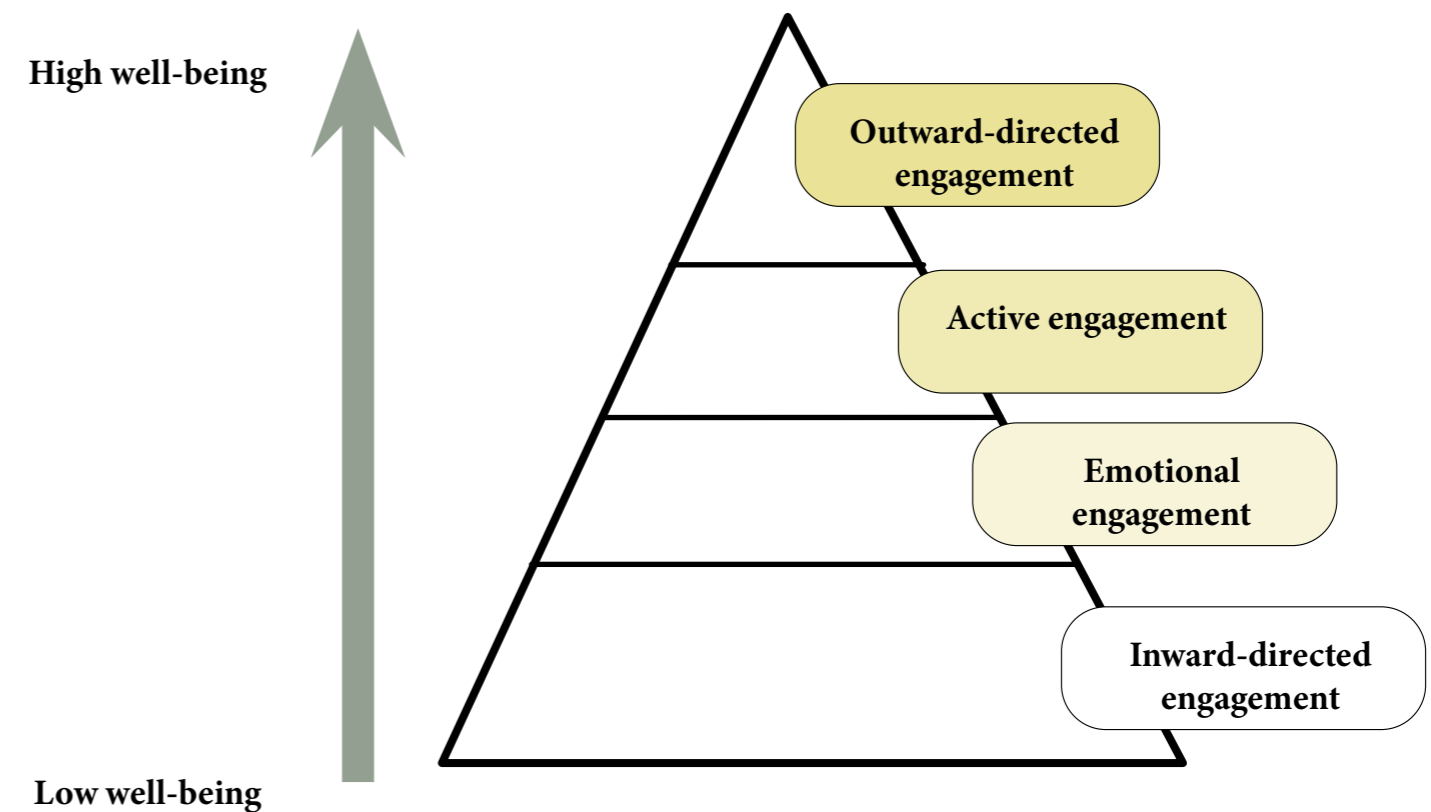 High well-being
Outward-directed
engagement
Active engagement
Emotional
engagement
Inward-directed
engagement
Low well-being